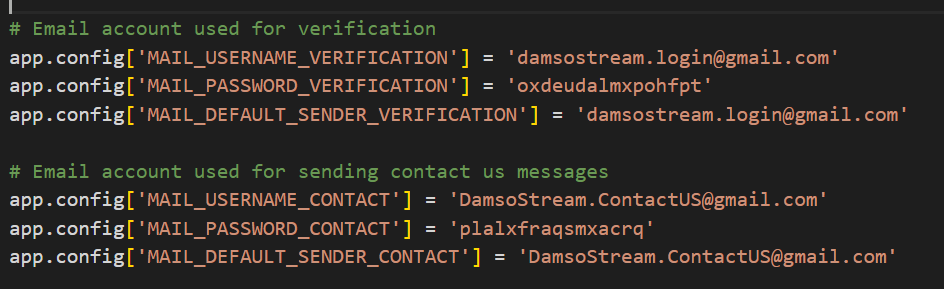 # Email account used for verification
app.config['MAIL_USERNAME_VERIFICATION'] = 'damsostream.login@gmail.com'
app.config['MAIL_PASSWORD_VERIFICATION'] = 'oxdeudalmxpohfpt'
app.config['MAIL_DEFAULT_SENDER_VERIFICATION'] = 'damsostream.login@gmail.com'
# Email account used for sending contact us messages
app.config['MAIL_USERNAME_CONTACT'] = 'DamsoStream.ContactUS@gmail.com'
app.config['MAIL_PASSWORD_CONTACT'] = 'plalxfraqsmxacrq'
app.config['MAIL_DEFAULT_SENDER_CONTACT'] = 'DamsoStream.ContactUS@gmail.com'